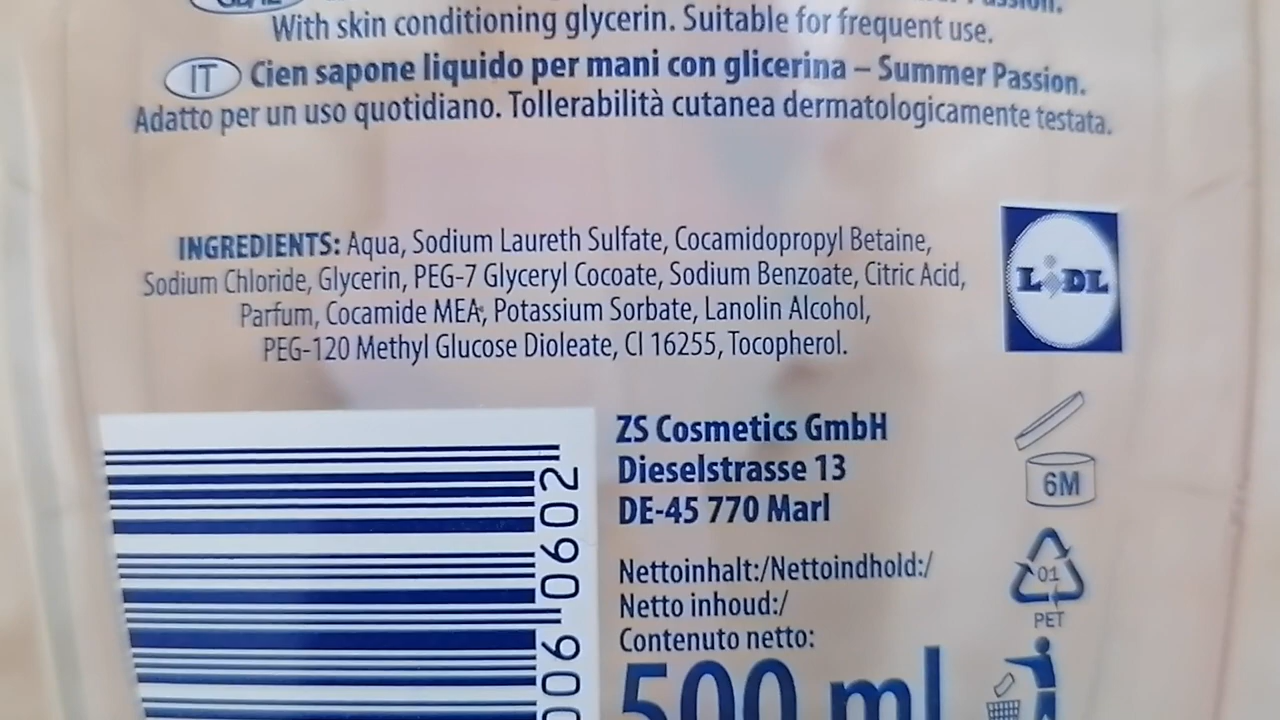 With skin conditioning glycerin. Suitable for frequent use.
IT Cien sapone liquido per mani con glicerina – Summer Passion.
Adatto per un uso quotidiano. Tollerabilità cutanea dermatologicamente testata.
INGREDIENTS: Aqua, Sodium Laureth Sulfate, Cocamidopropyl Betaine,
Sodium Chloride, Glycerin, PEG-7 Glyceryl Cocoate, Sodium Benzoate, Citric Acid,
Parfum, Cocamide MEA, Potassium Sorbate, Lanolin Alcohol,
PEG-120 Methyl Glucose Dioleate, CI 16255, Tocopherol.
LIDL
ZS Cosmetics GmbH
Dieselstrasse 13
DE-45 770 Marl
6M
Nettoinhalt:/Nettoindhold:/
Netto inhoud:/
Contenuto netto:
500 ml
01
PET
006 0602